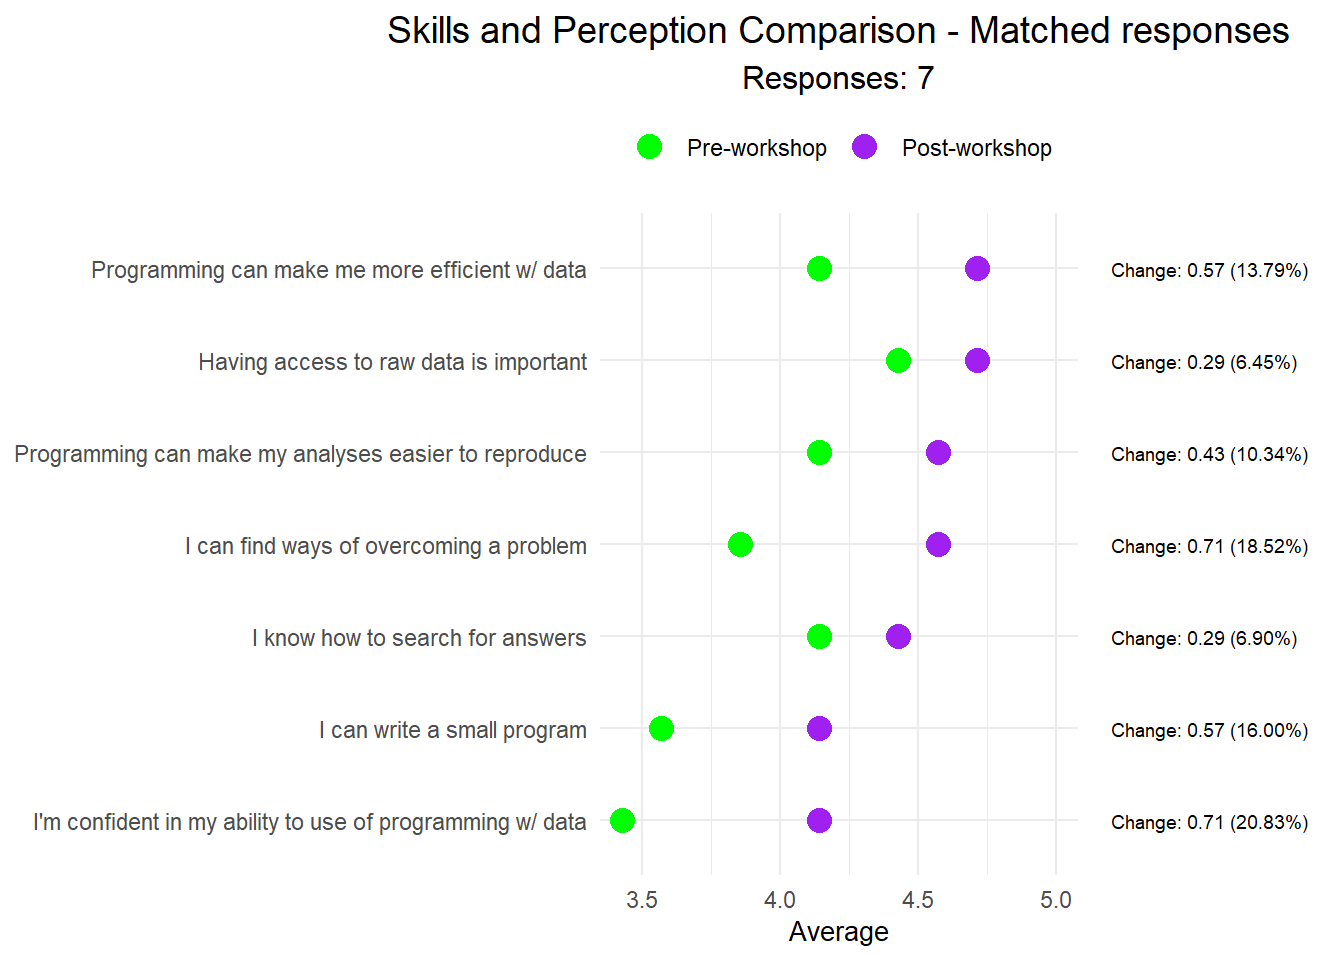 Skills and Perception Comparison - Matched responses
Responses: 7
Pre-workshop Post-workshop
Programming can make me more efficient w/ data Change: 0.57 (13.79%)
Having access to raw data is important Change: 0.29 (6.45%)
Programming can make my analyses easier to reproduce Change: 0.43 (10.34%)
I can find ways of overcoming a problem Change: 0.71 (18.52%)
I know how to search for answers Change: 0.29 (6.90%)
I can write a small program Change: 0.57 (16.00%)
I'm confident in my ability to use of programming w/ data Change: 0.71 (20.83%)
3.5 4.0 4.5 5.0
Average